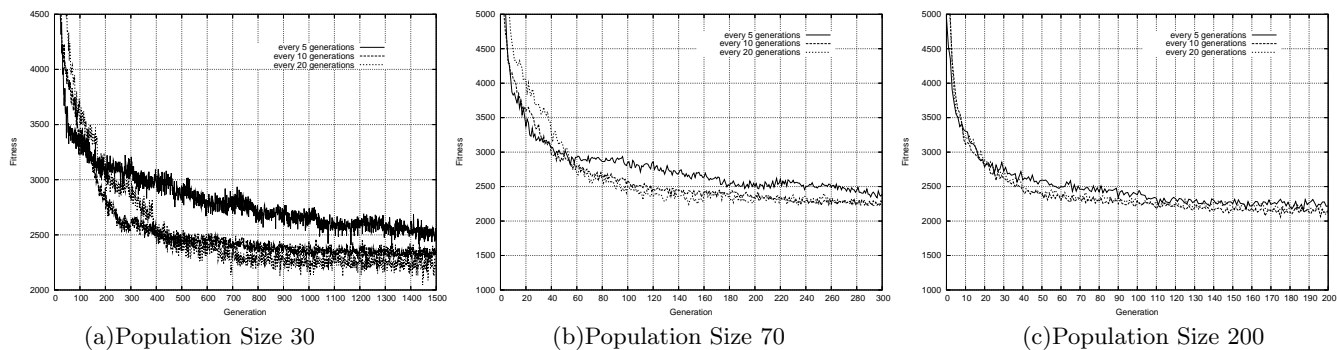 4500
4000
3500
3000
2500
2000
Fitness
every 5 generations
every 10 generations
every 20 generations
0 100 200 300 400 500 600 700 800 900 1000 1100 1200 1300 1400 1500
Generation
(a)Population Size 30
5000
4500
4000
3500
3000
2500
2000
1500
1000
Fitness
every 5 generations
every 10 generations
every 20 generations
0 20 40 60 80 100 120 140 160 180 200 220 240 260 280 300
Generation
(b)Population Size 70
5000
4500
4000
3500
3000
2500
2000
1500
1000
Fitness
every 5 generations
every 10 generations
every 20 generations
0 10 20 30 40 50 60 70 80 90 100 110 120 130 140 150 160 170 180 190 200
Generation
(c)Population Size 200